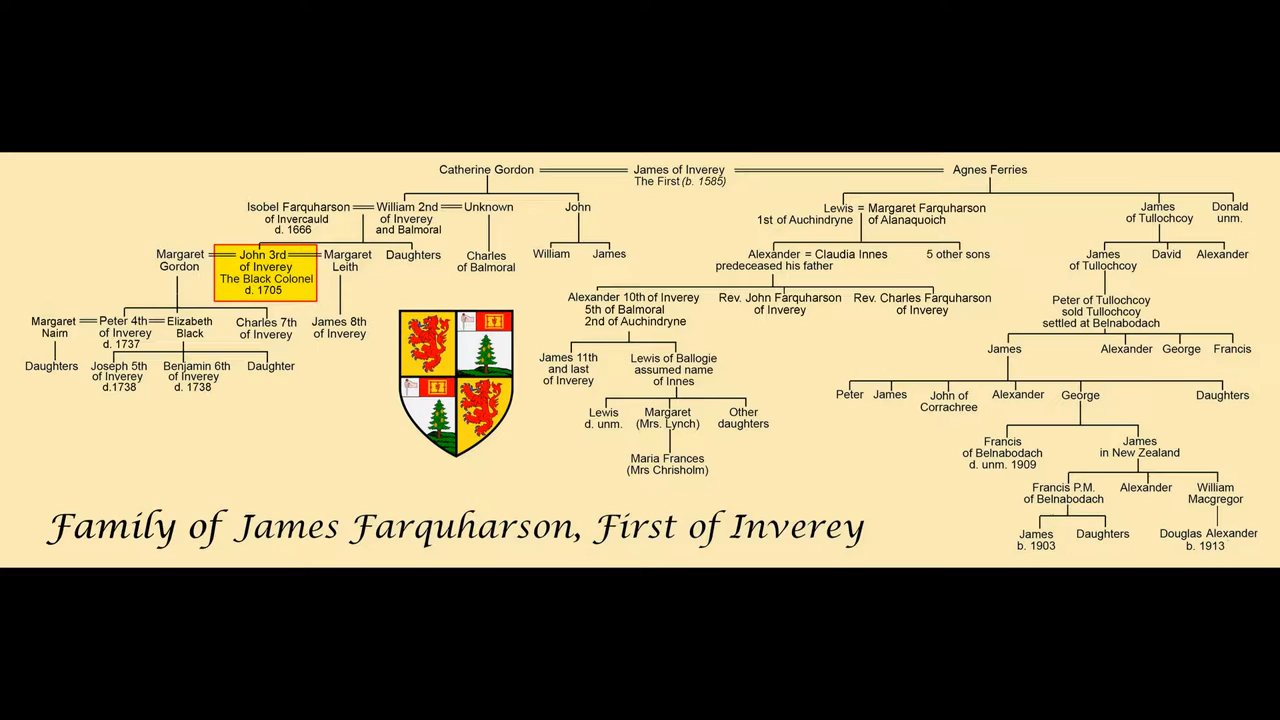 Catherine Gordon
James of Inverey
The First (b. 1585)
Agnes Ferries
Isobel Farquharson
of Invercauld
d. 1666
William 2nd
of Inverey
and Balmoral
Unknown
John
Lewis = Margaret Farquharson
1st of Auchindryne of Alanaquoich
James
of Tullochcoy
Donald
unm.
Margaret
Gordon
John 3rd
of Inverey
The Black Colonel
d. 1705
Margaret
Leith
Daughters
Charles
of Balmoral
William
James
Alexander = Claudia Innes
predeceased his father
5 other sons
James
of Tullochcoy
David
Alexander
Alexander 10th of Inverey
5th of Balmoral
2nd of Auchindryne
Rev. John Farquharson
of Inverey
Rev. Charles Farquharson
of Inverey
Peter of Tullochcoy
sold Tullochcoy
settled at Belnabodach
Margaret
Nairn
Peter 4th
of Inverey
d. 1737
Elizabeth
Black
Charles 7th
of Inverey
James 8th
of Inverey
James
Alexander
George
Francis
Daughters
Joseph 5th
of Inverey
d.1738
Benjamin 6th
of Inverey
d. 1738
Daughter
James 11th
and last
of Inverey
Lewis of Ballogie
assumed name
of Innes
Peter
James
John of
Corrachree
Alexander
George
Daughters
Lewis
d. unm.
Margaret
(Mrs. Lynch)
Other
daughters
Francis
of Belnabodach
d. unm. 1909
James
in New Zealand
Maria Frances
(Mrs Chrisholm)
Francis P.M.
of Belnabodach
Alexander
William
Macgregor
James
b. 1903
Daughters
Douglas Alexander
b. 1913
Family of James Farquharson, First of Inverey